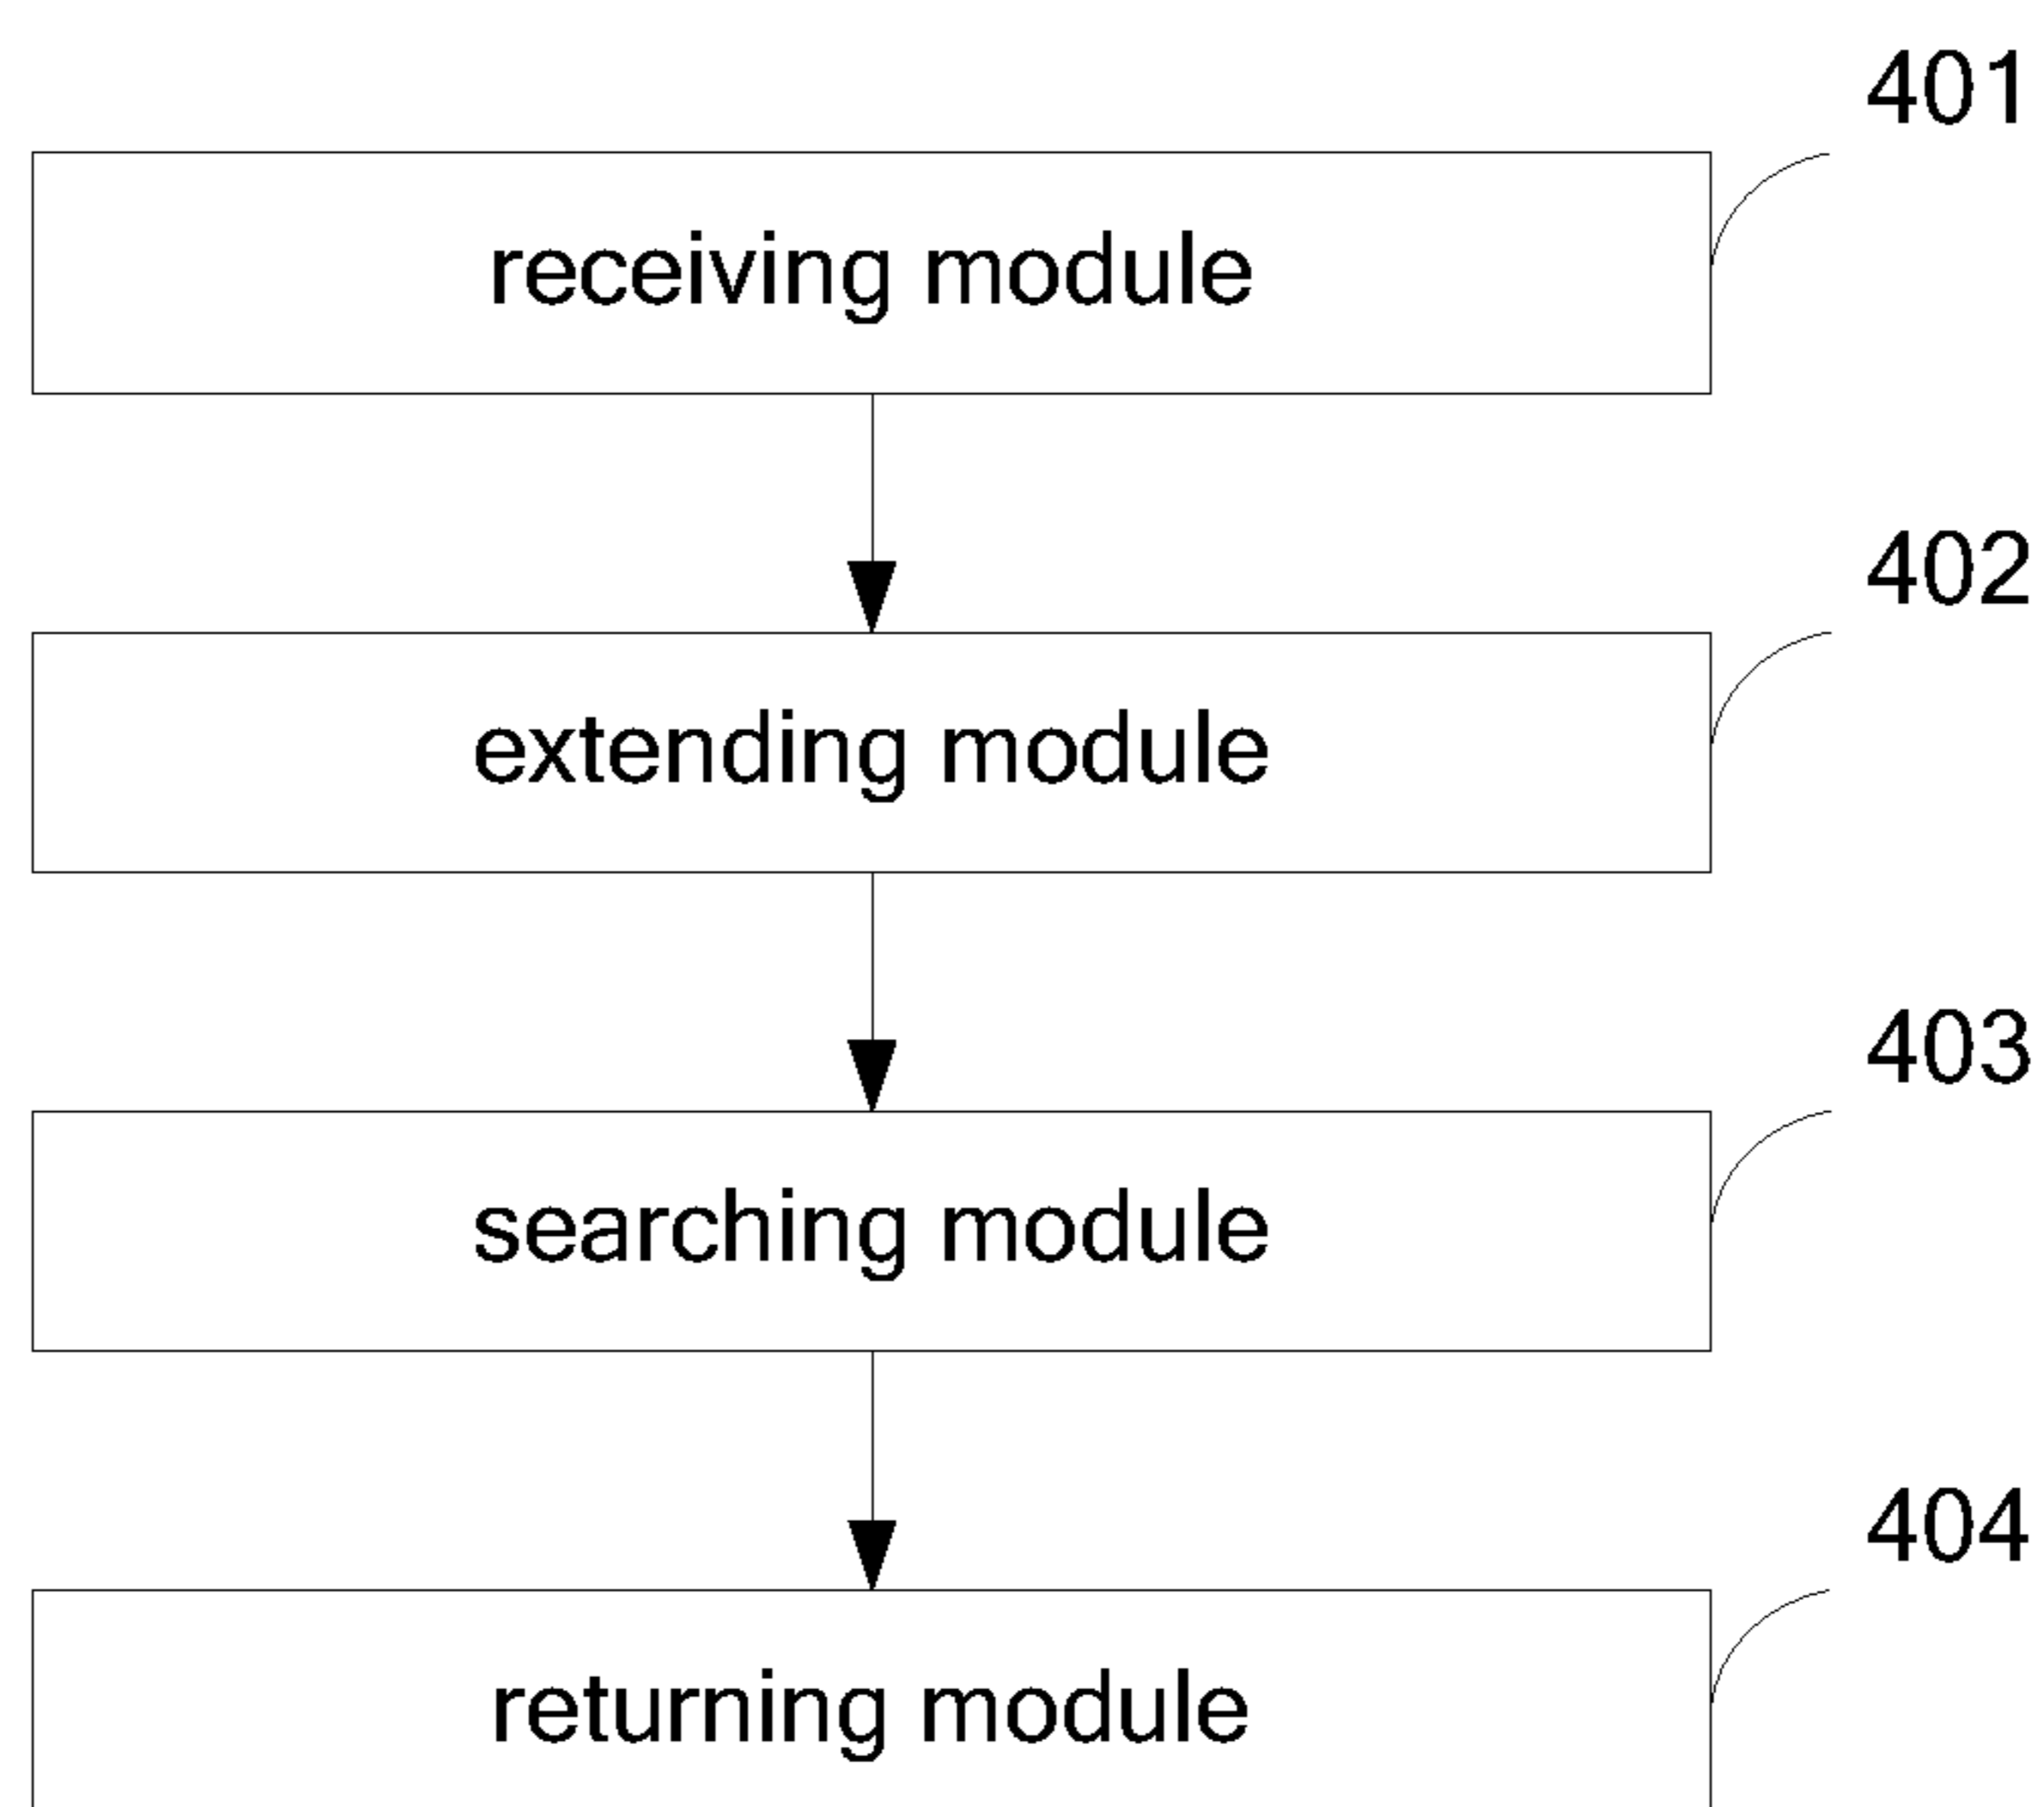 401
receiving module
402
extending module
403
searching module
404
returning module